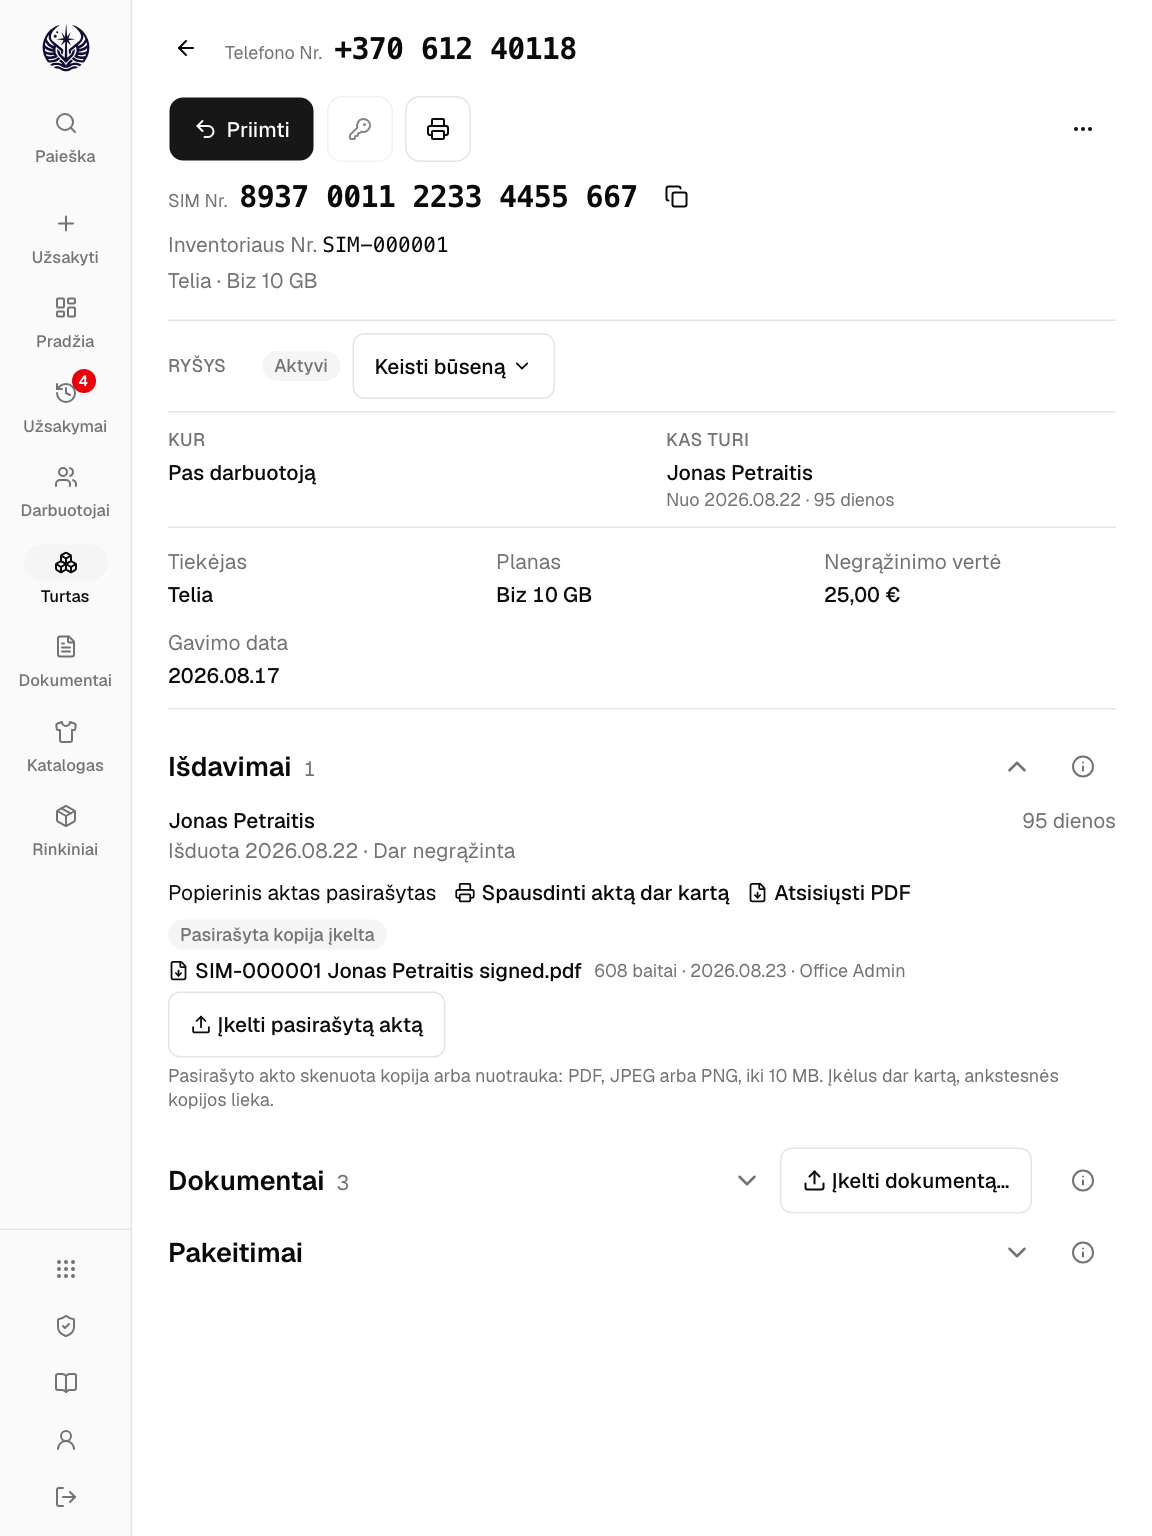 Telefono Nr. +370 612 40118
Priimti
SIM Nr. 8937 0011 2233 4455 667
Inventoriaus Nr. SIM-000001
Telia · Biz 10 GB
RYŠYS Aktyvi Keisti būseną
KUR
Pas darbuotoją
KAS TURI
Jonas Petraitis
Nuo 2026.08.22 · 95 dienos
Tiekėjas
Telia
Planas
Biz 10 GB
Negrąžinimo vertė
25,00 €
Gavimo data
2026.08.17
Išdavimai 1
Jonas Petraitis 95 dienos
Išduota 2026.08.22 · Dar negrąžinta
Popierinis aktas pasirašytas Spausdinti aktą dar kartą Atsisiųsti PDF
Pasirašyta kopija įkelta
SIM-000001 Jonas Petraitis signed.pdf 608 baitai · 2026.08.23 · Office Admin
Įkelti pasirašytą aktą
Pasirašyto akto skenuota kopija arba nuotrauka: PDF, JPEG arba PNG, iki 10 MB. Įkėlus dar kartą, ankstesnės
kopijos lieka.
Dokumentai 3 Įkelti dokumentą...
Pakeitimai
Paieška
Užsakyti
Pradžia
4
Užsakymai
Darbuotojai
Turtas
Dokumentai
Katalogas
Rinkiniai